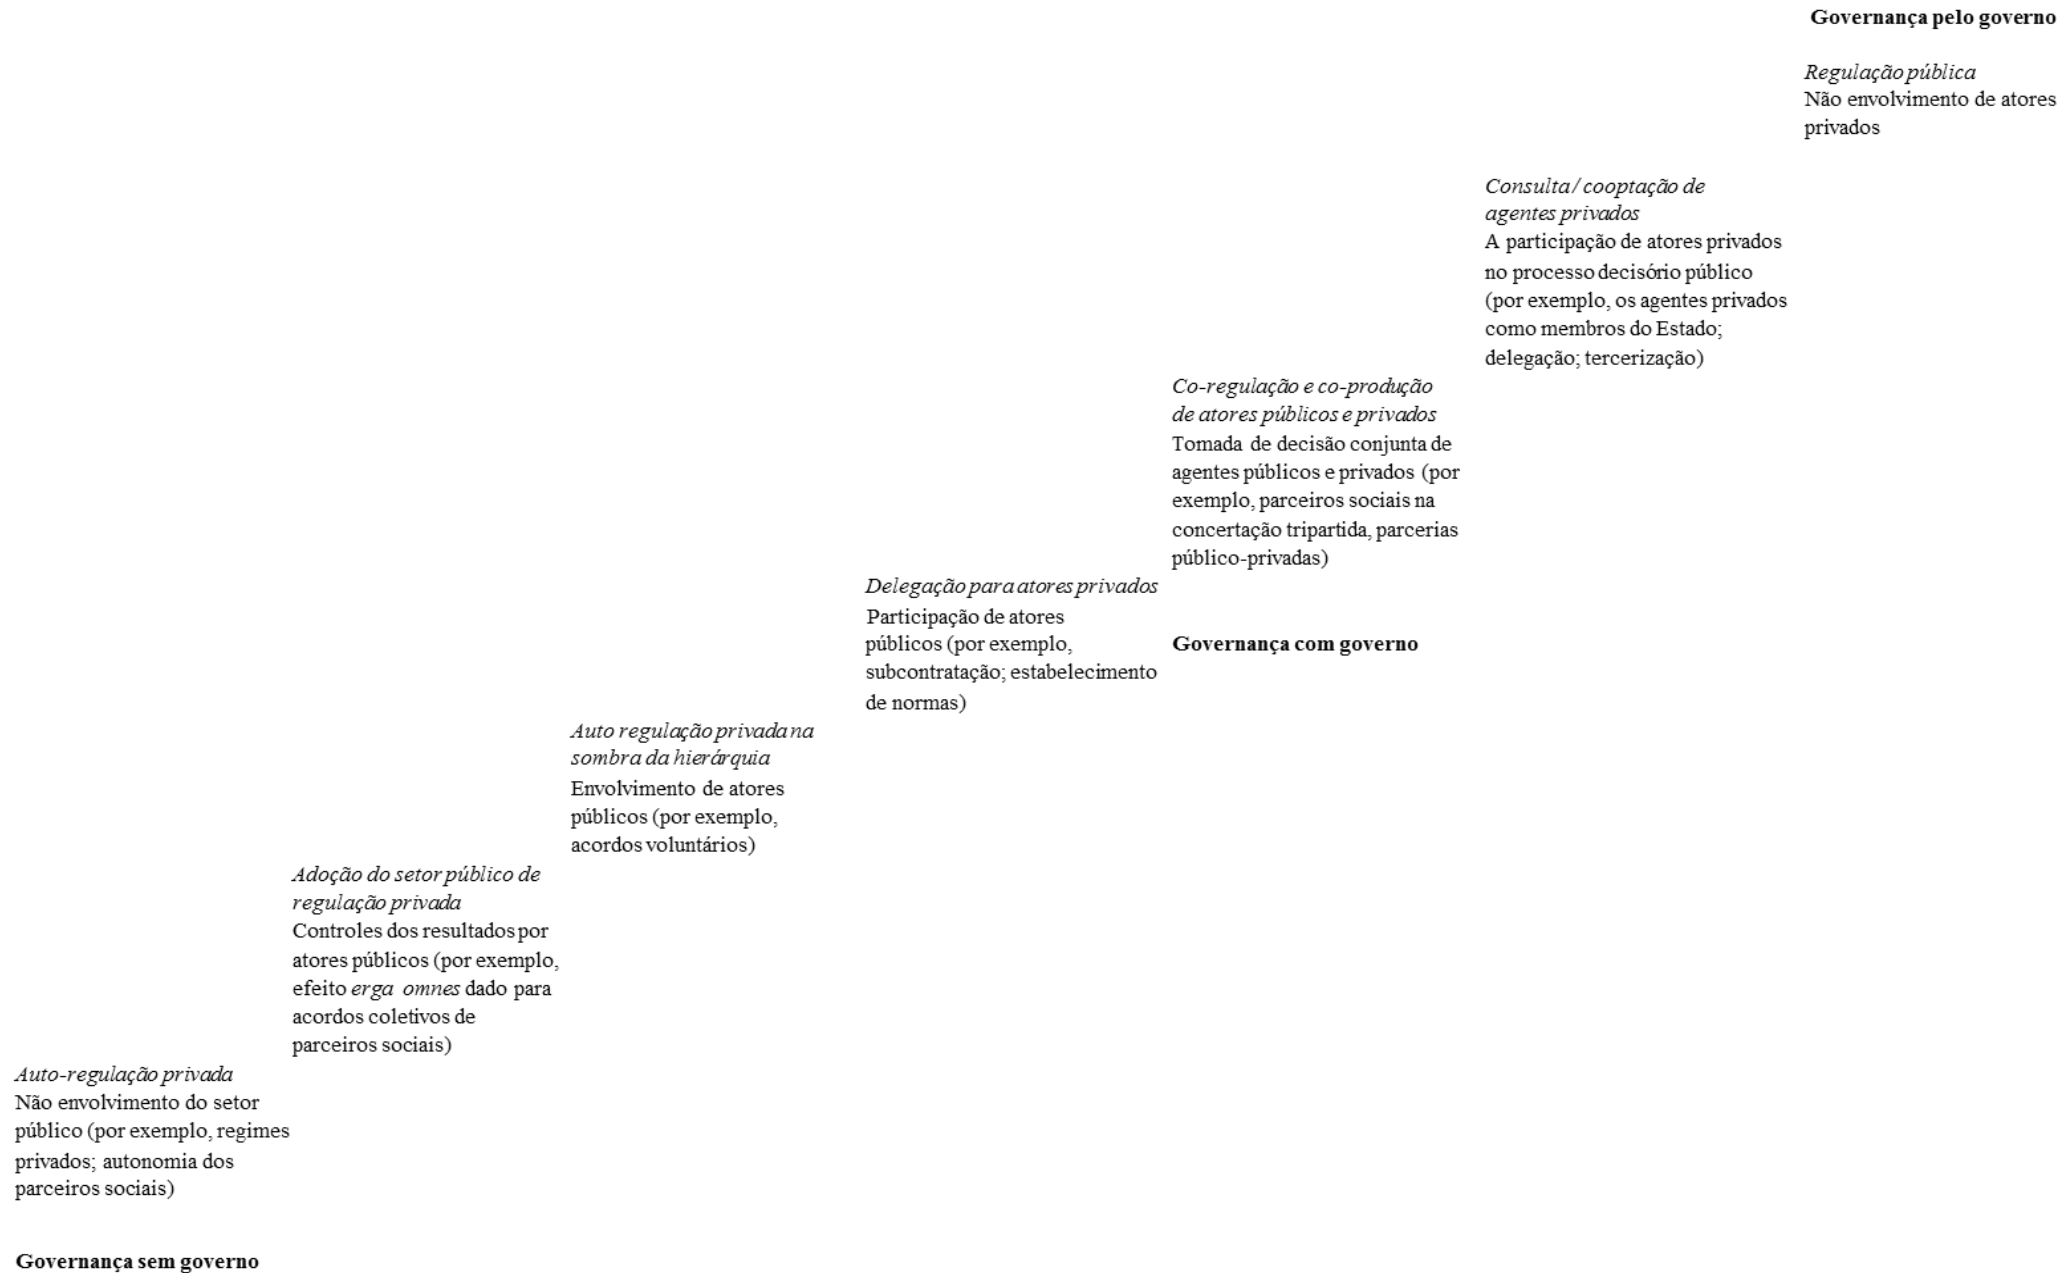 Governança pelo governo
Regulação pública
Não envolvimento de atores
privados
Consulta/ cooptação de
agentes privados
A participação de atores privados
no processo decisório público
(por exemplo, os agentes privados
como membros do Estado;
delegação; tercerização)
Co-regulação e co-produção
de atores públicos e privados
Tomada de decisão conjunta de
agentes públicos e privados (por
exemplo, parceiros sociais na
concertação tripartida, parcerias
público-privadas)
Delegação para atores privados
Participação de atores
públicos (por exemplo,
subcontratação; estabelecimento
de normas)
Governança com governo
Auto regulação privada na
sombra da hierárquia
Envolvimento de atores
públicos (por exemplo,
acordos voluntários)
Adoção do setor público de
regulação privada
Controles dos resultados por
atores públicos (por exemplo,
efeito erga omnes dado para
acordos coletivos de
parceiros sociais)
Auto-regulação privada
Não envolvimento do setor
público (por exemplo, regimes
privados; autonomia dos
parceiros sociais)
Governança sem governo